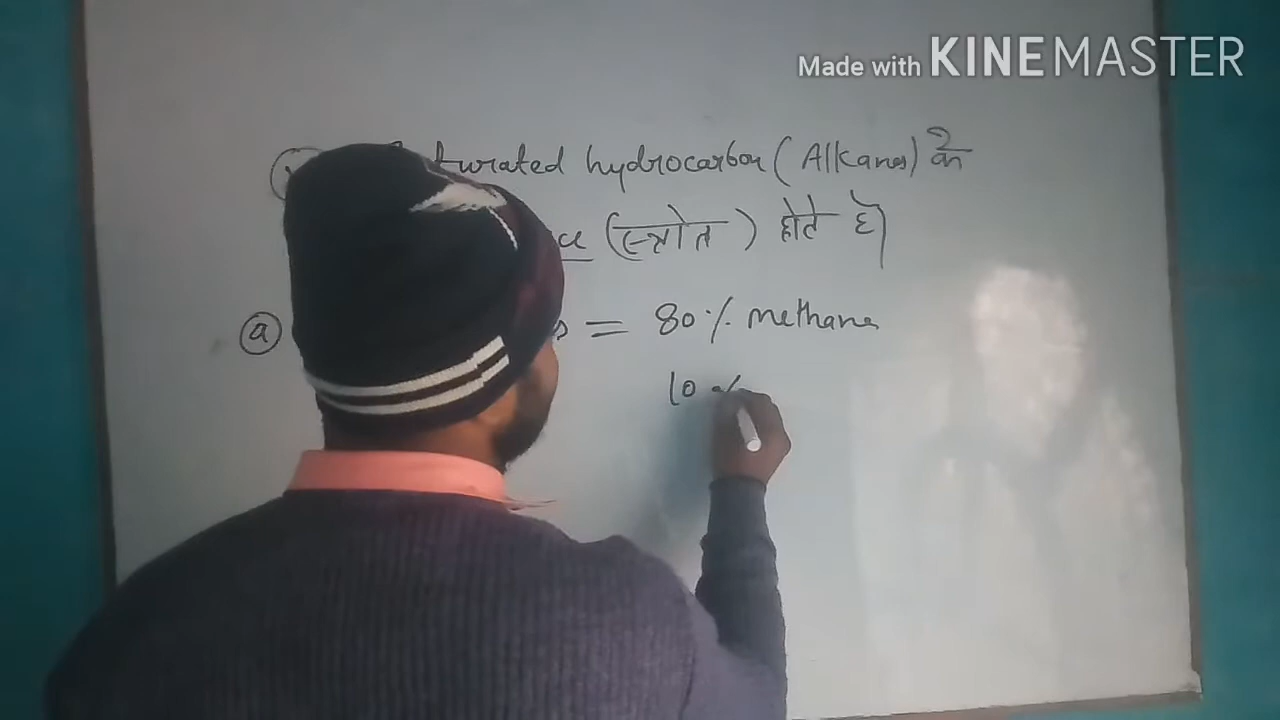 Made with KINEMASTER
turated hydrocarbon (Alkanes) के
(स्त्रोत) होते है।
ⓐ = 80% methane
10 %